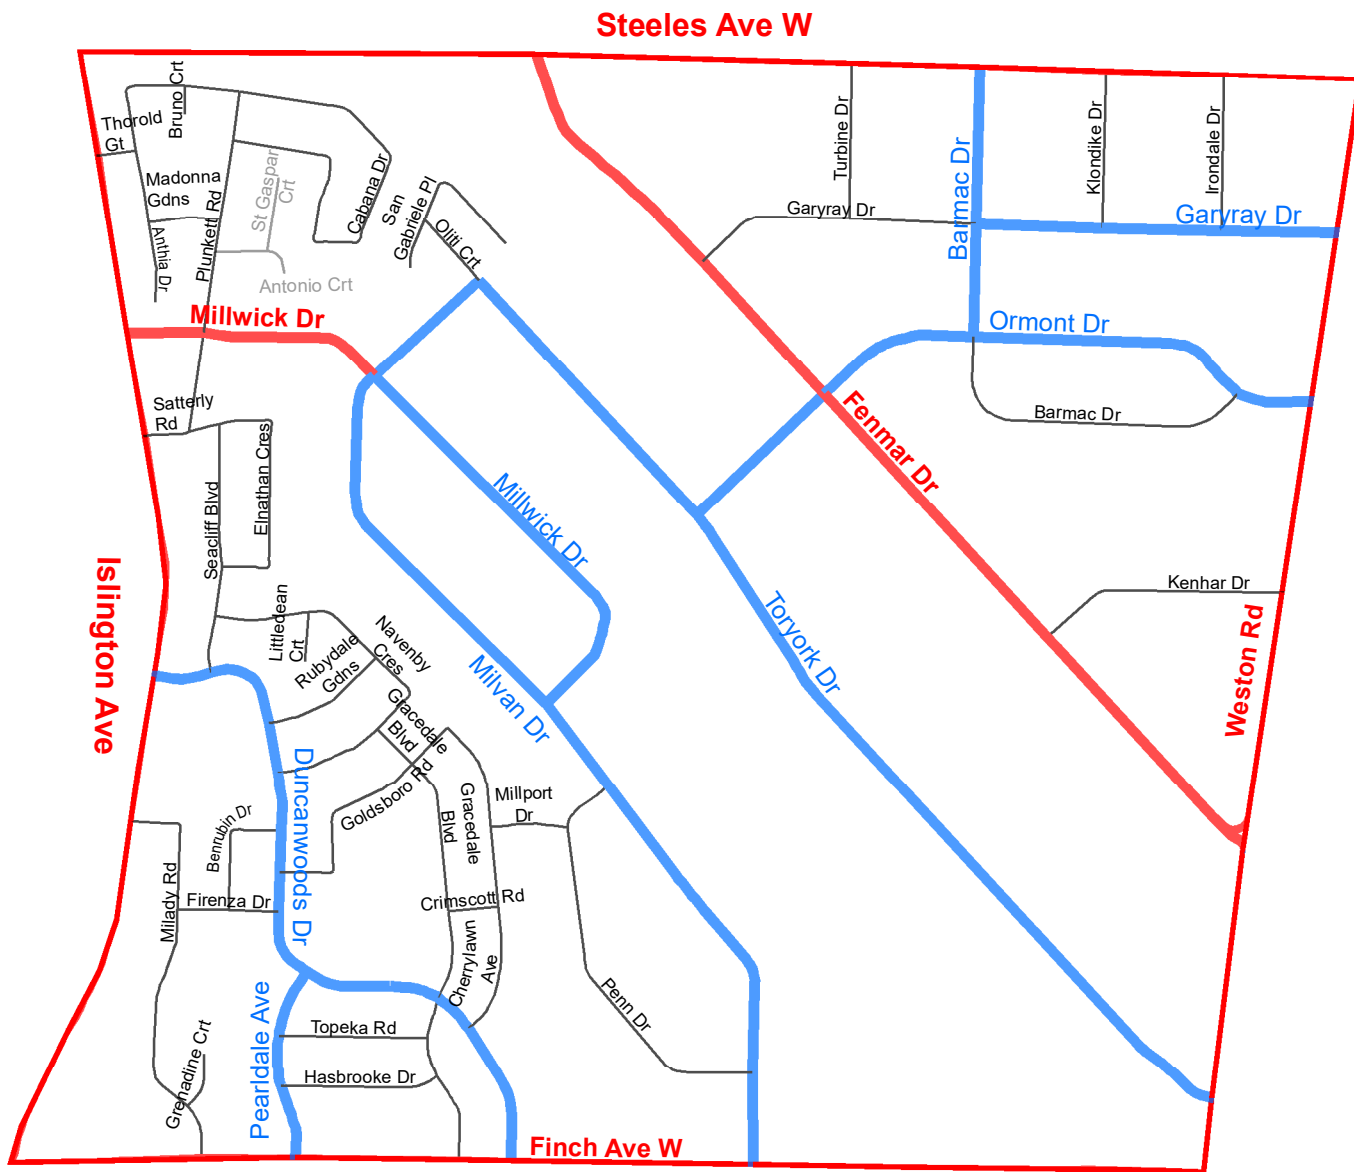 Steeles Ave W
Bruno Crt
Thorold
Gt
Madonna
Gdns
Plunkett Rd
St Gaspar
Crt
Cabana Dr
San
Gabriele Pl
Oliti Crt
Anthia Dr
Antonio Crt
Turbine Dr
Barmac Dr
Klondike Dr
Irondale Dr
Garyray Dr
Garyray Dr
Millwick Dr
Ormont Dr
Satterly
Rd
Barmac Dr
Fenmar Dr
Elnathan Cres
Seacliff Blvd
Millwick Dr
Islington Ave
Kenhar Dr
Toryork Dr
Weston Rd
Littledean
Crt
Rubydale
Gdns
Navenby
Cres
Milvan Dr
Gracedale
Blvd
Duncanwoods Dr
Goldsboro Rd
Gracedale
Blvd
Millport
Dr
Benrubin Dr
Milady Rd
Firenza Dr
Crimscott Rd
Cherrylawn
Ave
Penn Dr
Pearldale Ave
Topeka Rd
Grenadine Crt
Hasbrooke Dr
Finch Ave W